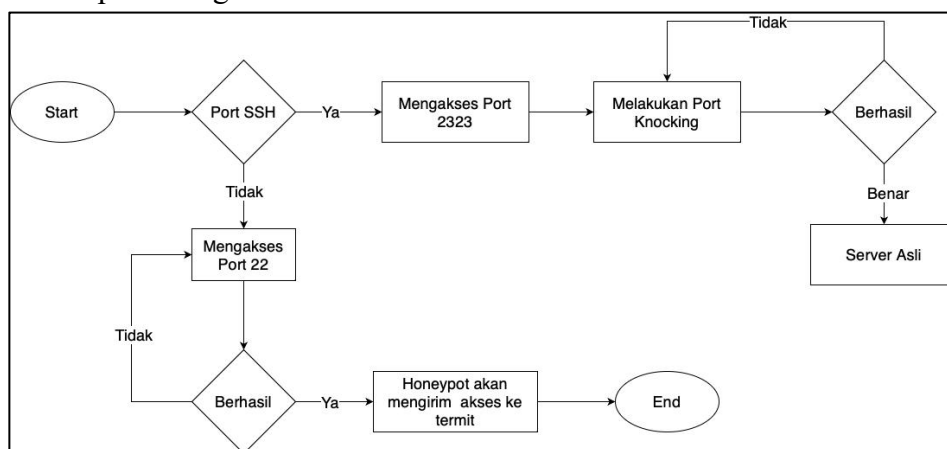 Tidak
Start
Port SSH
Ya
Mengakses Port
2323
Melakukan Port
Knocking
Berhasil
Tidak
Benar
Mengakses
Port 22
Server Asli
Tidak
Berhasil
Ya
Honeypot akan
mengirim akses ke
termit
End